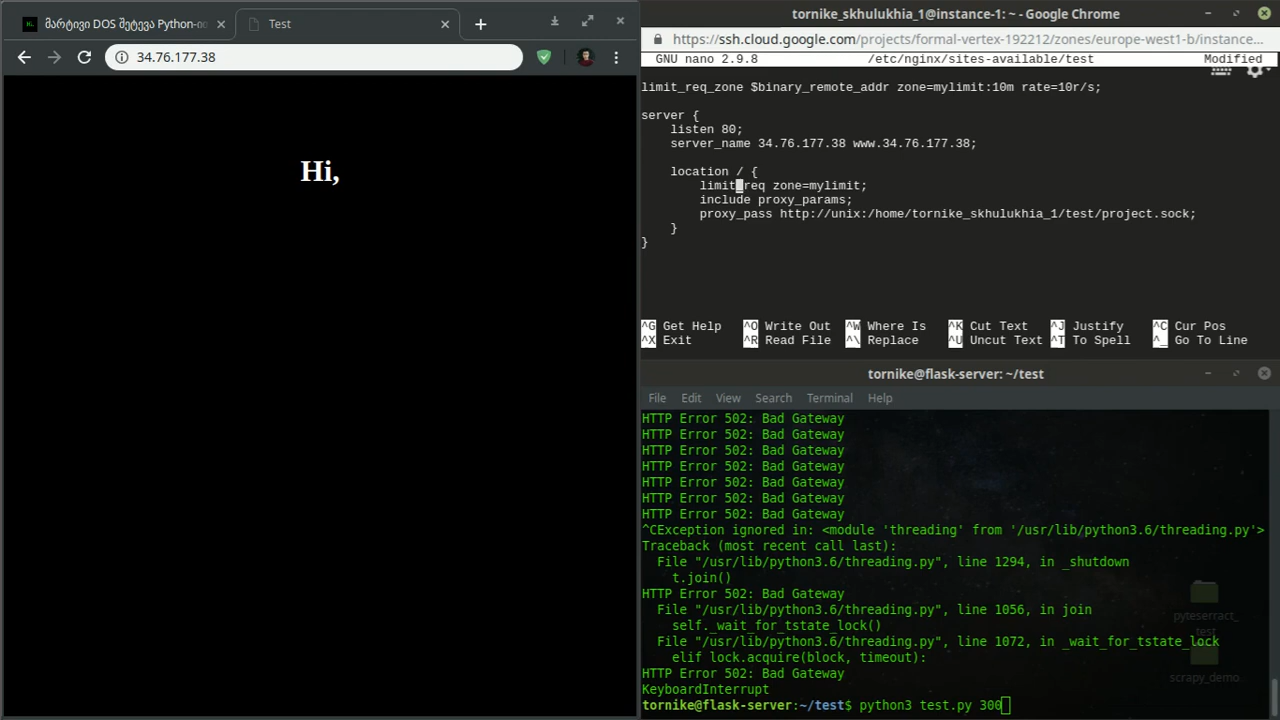 მარტივი DOS შეტევა Python-ის
Test
34.76.177.38
Hi,
tornike_skhulukhia_1@instance-1: ~ - Google Chrome
https://ssh.cloud.google.com/projects/formal-vertex-192212/zones/europe-west1-b/instance...
GNU nano 2.9.8 /etc/nginx/sites-available/test Modified
limit_req_zone $binary_remote_addr zone=mylimit:10m rate=10r/s;
server {
listen 80;
server_name 34.76.177.38 www.34.76.177.38;
location / {
limit_req zone=mylimit;
include proxy_params;
proxy_pass http://unix:/home/tornike_skhulukhia_1/test/project.sock;
}
}
^G Get Help ^O Write Out ^W Where Is ^K Cut Text ^J Justify ^C Cur Pos
^X Exit ^R Read File ^\ Replace ^U Uncut Text ^T To Spell ^_ Go To Line
tornike@flask-server: ~/test
File Edit View Search Terminal Help
HTTP Error 502: Bad Gateway
HTTP Error 502: Bad Gateway
HTTP Error 502: Bad Gateway
HTTP Error 502: Bad Gateway
HTTP Error 502: Bad Gateway
HTTP Error 502: Bad Gateway
HTTP Error 502: Bad Gateway
^CException ignored in: <module 'threading' from '/usr/lib/python3.6/threading.py'>
Traceback (most recent call last):
File "/usr/lib/python3.6/threading.py", line 1294, in _shutdown
t.join()
HTTP Error 502: Bad Gateway
File "/usr/lib/python3.6/threading.py", line 1056, in join
self._wait_for_tstate_lock()
File "/usr/lib/python3.6/threading.py", line 1072, in _wait_for_tstate_lock
elif lock.acquire(block, timeout):
HTTP Error 502: Bad Gateway
KeyboardInterrupt
tornike@flask-server:~/test$ python3 test.py 300
pyteserract_
test
scrapy_demo